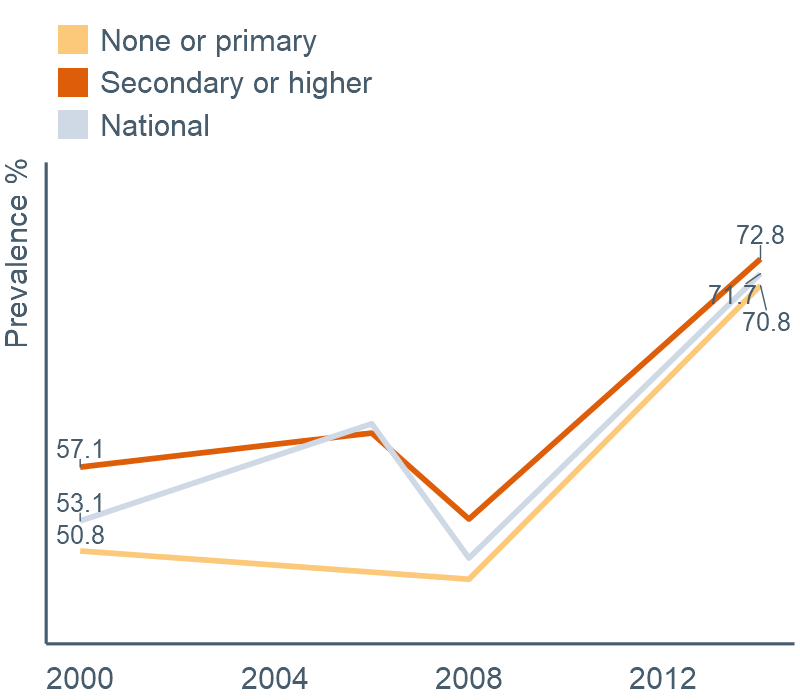 None or primary
Secondary or higher
National
Prevalence %
72.8
71.7
70.8
57.1
53.1
50.8
2000 2004 2008 2012